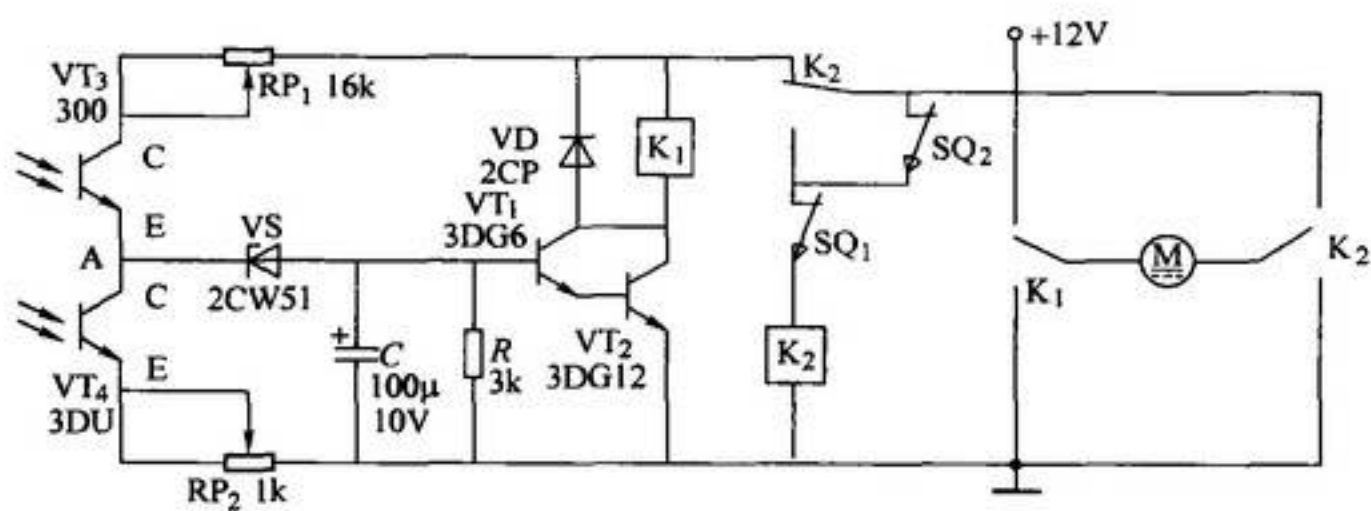 +12V
VT₃
300
RP₁ 16k
K₂
C
VD
2CP
K₁
SQ₂
E
VS
VT₁
3DG6
A
SQ₁
M
K₂
C
2CW51
K₁
+
C
100μ
10V
R
3k
VT₂
3DG12
K₂
E
VT₄
3DU
RP₂ 1k